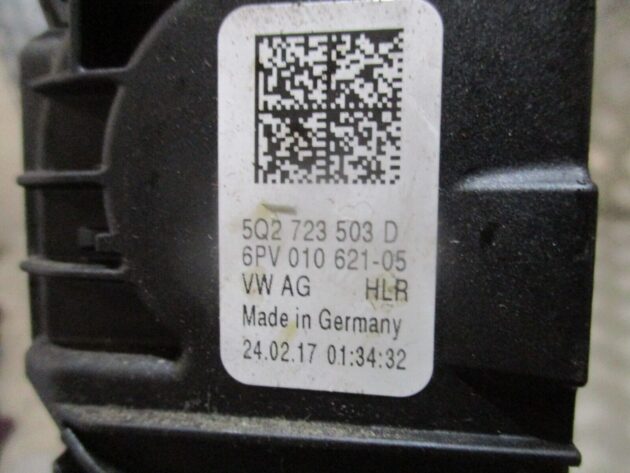 5Q2 723 503 D
6PV 010 621-05
VW AG HLR
Made in Germany
24.02.17 01:34:32